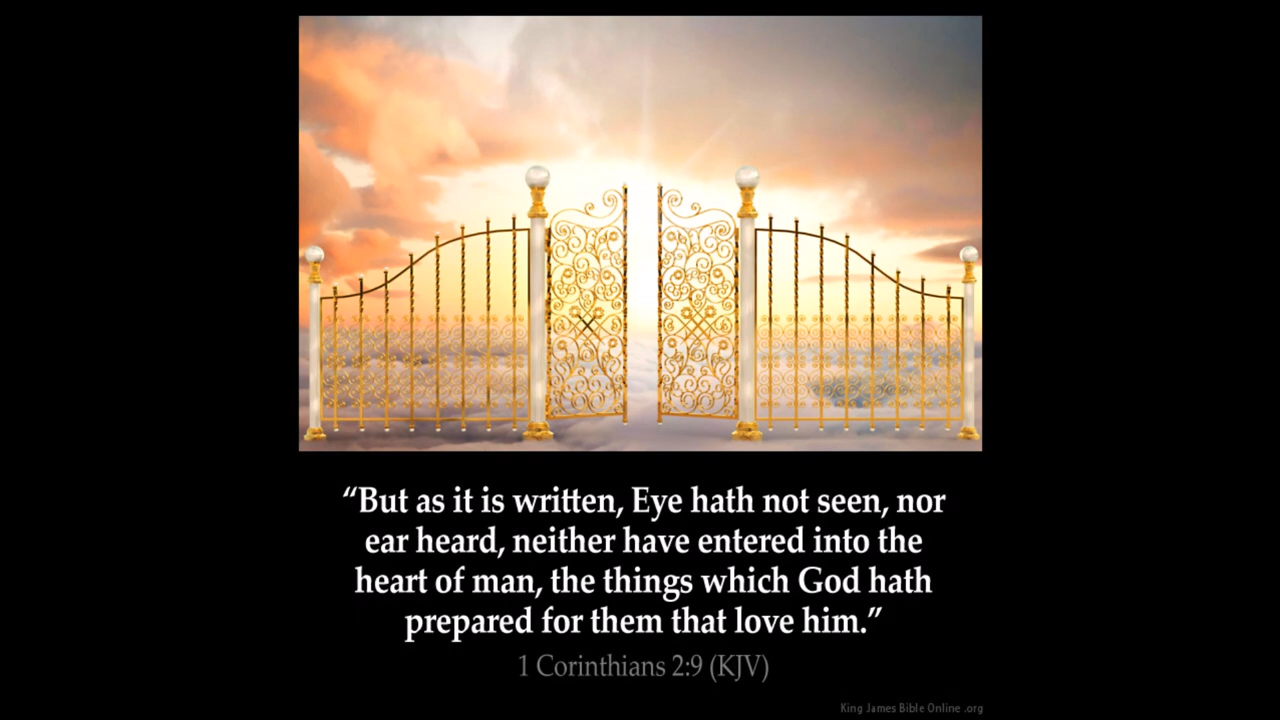 “But as it is written, Eye hath not seen, nor
ear heard, neither have entered into the
heart of man, the things which God hath
prepared for them that love him.”
1 Corinthians 2:9 (KJV)
King James Bible Online .org